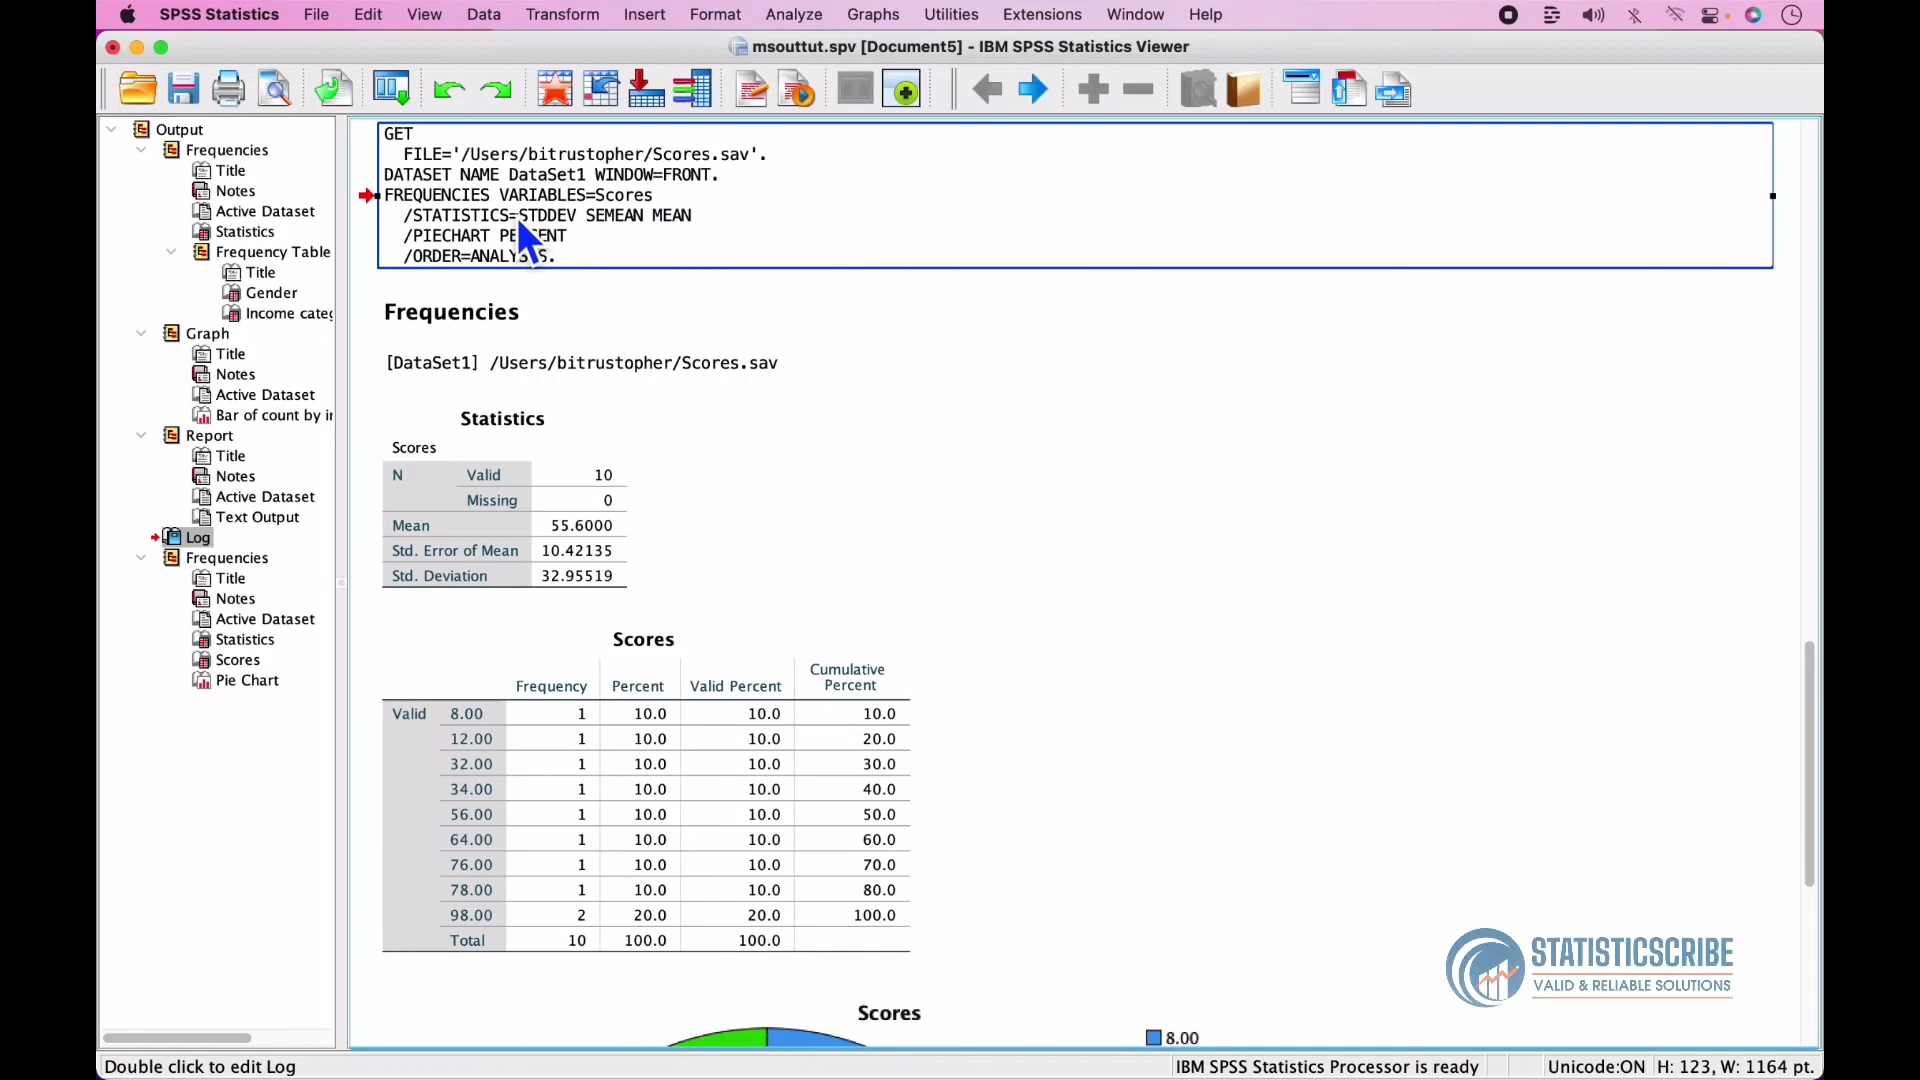 SPSS Statistics File Edit View Data Transform Insert Format Analyze Graphs Utilities Extensions Window Help
msouttut.spv [Document5] - IBM SPSS Statistics Viewer
Output
Frequencies
Title
Notes
Active Dataset
Statistics
Frequency Table
Title
Gender
Income cate
Graph
Title
Notes
Active Dataset
Bar of count by i
Report
Title
Notes
Active Dataset
Text Output
Log
Frequencies
Title
Notes
Active Dataset
Statistics
Scores
Pie Chart
GET
FILE='/Users/bitrustopher/Scores.sav'.
DATASET NAME DataSet1 WINDOW=FRONT.
FREQUENCIES VARIABLES=Scores
/STATISTICS=STDDEV SEMEAN MEAN
/PIECHART PERCENT
/ORDER=ANALYSIS.
Frequencies
[DataSet1] /Users/bitrustopher/Scores.sav
Statistics
Scores
N Valid 10
Missing 0
Mean 55.6000
Std. Error of Mean 10.42135
Std. Deviation 32.95519
Scores
Frequency Percent Valid Percent Cumulative Percent
Valid 8.00 1 10.0 10.0 10.0
12.00 1 10.0 10.0 20.0
32.00 1 10.0 10.0 30.0
34.00 1 10.0 10.0 40.0
56.00 1 10.0 10.0 50.0
64.00 1 10.0 10.0 60.0
76.00 1 10.0 10.0 70.0
78.00 1 10.0 10.0 80.0
98.00 2 20.0 20.0 100.0
Total 10 100.0 100.0
Scores
8.00
STATISTICSCRIBE
VALID & RELIABLE SOLUTIONS
Double click to edit Log IBM SPSS Statistics Processor is ready Unicode:ON H: 123, W: 1164 pt.